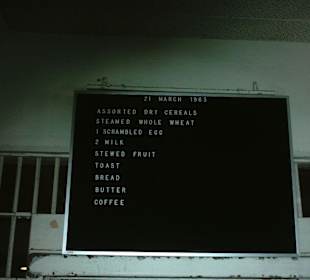 21 MARCH 1963
ASSORTED DRY CEREALS
STEAMED WHOLE WHEAT
1 SCRAMBLED EGG
2 MILK
STEWED FRUIT
TOAST
BREAD
BUTTER
COFFEE